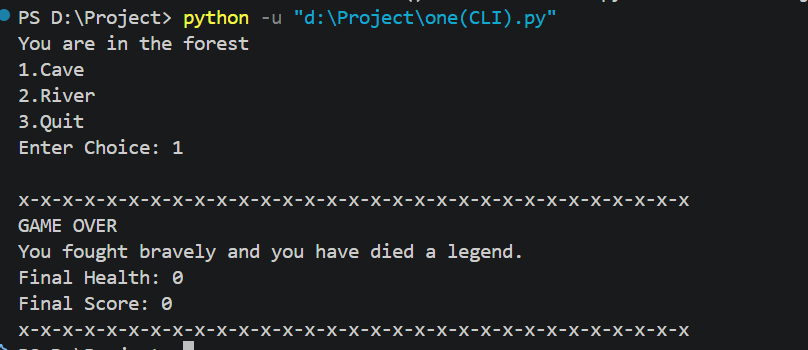 PS D:\Project> python -u "d:\Project\one(CLI).py"
You are in the forest
1.Cave
2.River
3.Quit
Enter Choice: 1
x-x-x-x-x-x-x-x-x-x-x-x-x-x-x-x-x-x-x-x-x-x-x-x-x-x-x-x-x-x-x
GAME OVER
You fought bravely and you have died a legend.
Final Health: 0
Final Score: 0
x-x-x-x-x-x-x-x-x-x-x-x-x-x-x-x-x-x-x-x-x-x-x-x-x-x-x-x-x-x-x